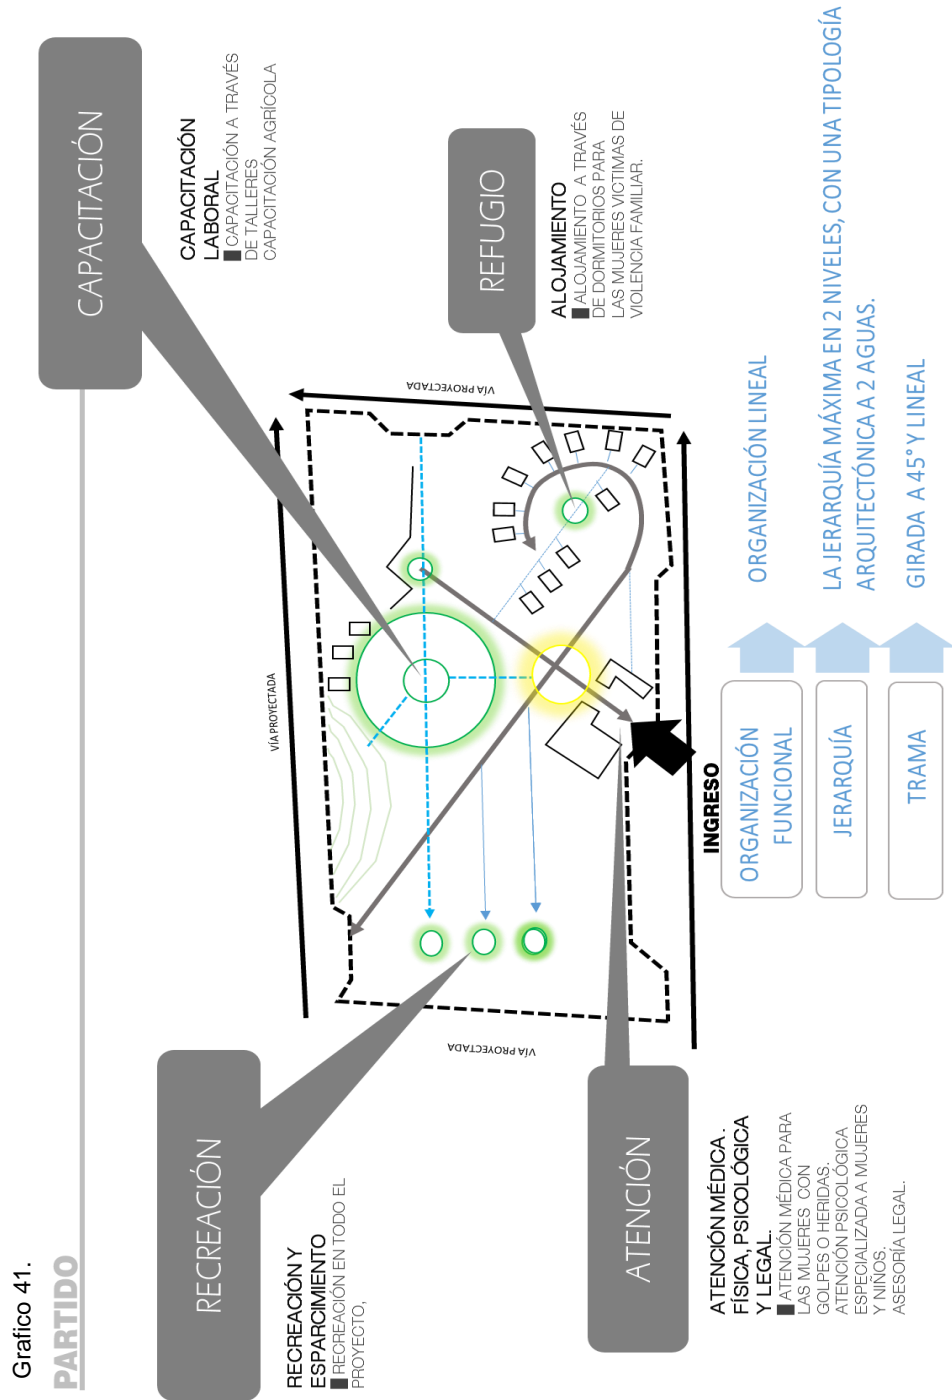 Grafico 41.
PARTIDO
RECREACIÓN
CAPACITACIÓN
RECREACIÓN Y
ESPARCIMIENTO
RECREACIÓN EN TODO EL
PROYECTO,
CAPACITACIÓN
LABORAL
CAPACITACIÓN A TRAVÉS
DE TALLERES
CAPACITACIÓN AGRÍCOLA
VÍA PROYECTADA
VÍA PROYECTADA
VÍA PROYECTADA
REFUGIO
ALOJAMIENTO
ALOJAMIENTO A TRAVÉS
DE DORMITORIOS PARA
LAS MUJERES VICTIMAS DE
VIOLENCIA FAMILIAR.
ATENCIÓN
ATENCIÓN MÉDICA .
FÍSICA, PSICOLÓGICA
Y LEGAL.
ATENCIÓN MÉDICA PARA
LAS MUJERES CON
GOLPES O HERIDAS.
ATENCIÓN PSICOLÓGICA
ESPECIALIZADA A MUJERES
Y NIÑOS.
ASESORÍA LEGAL.
INGRESO
ORGANIZACIÓN
FUNCIONAL
ORGANIZACIÓN LINEAL
JERARQUÍA
LA JERARQUÍA MÁXIMA EN 2 NIVELES, CON UNA TIPOLOGÍA
ARQUITECTÓNICA A 2 AGUAS.
TRAMA
GIRADA A 45° Y LINEAL